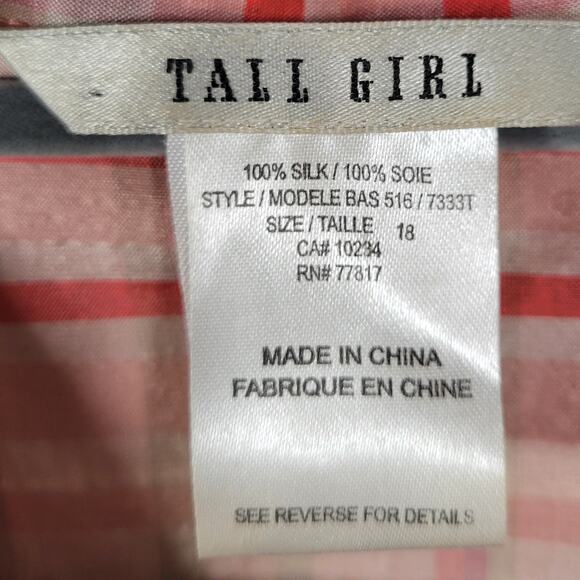 TALL GIRL
100% SILK / 100% SOIE
STYLE / MODELE BAS 516 / 7333T
SIZE / TAILLE 18
CA# 10234
RN# 77817
MADE IN CHINA
FABRIQUE EN CHINE
SEE REVERSE FOR DETAILS